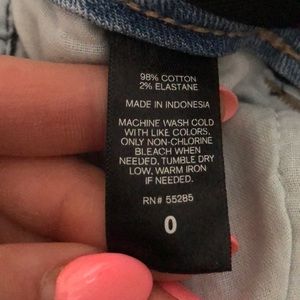 98% COTTON
2% ELASTANE
MADE IN INDONESIA
MACHINE WASH COLD
WITH LIKE COLORS.
ONLY NON-CHLORINE
BLEACH WHEN
NEEDED. TUMBLE DRY
LOW. WARM IRON
IF NEEDED.
RN# 55285
0